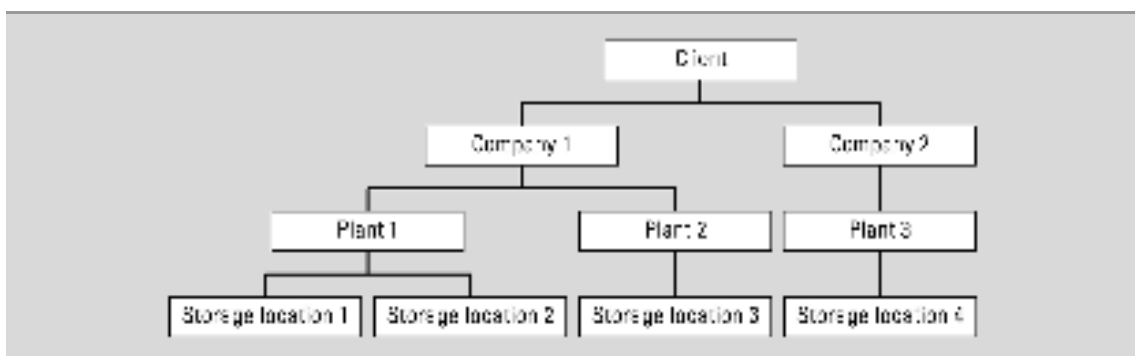 Client
Company 1
Company 2
Plant 1
Plant 2
Plant 3
Storage location 1
Storage location 2
Storage location 3
Storage location 4